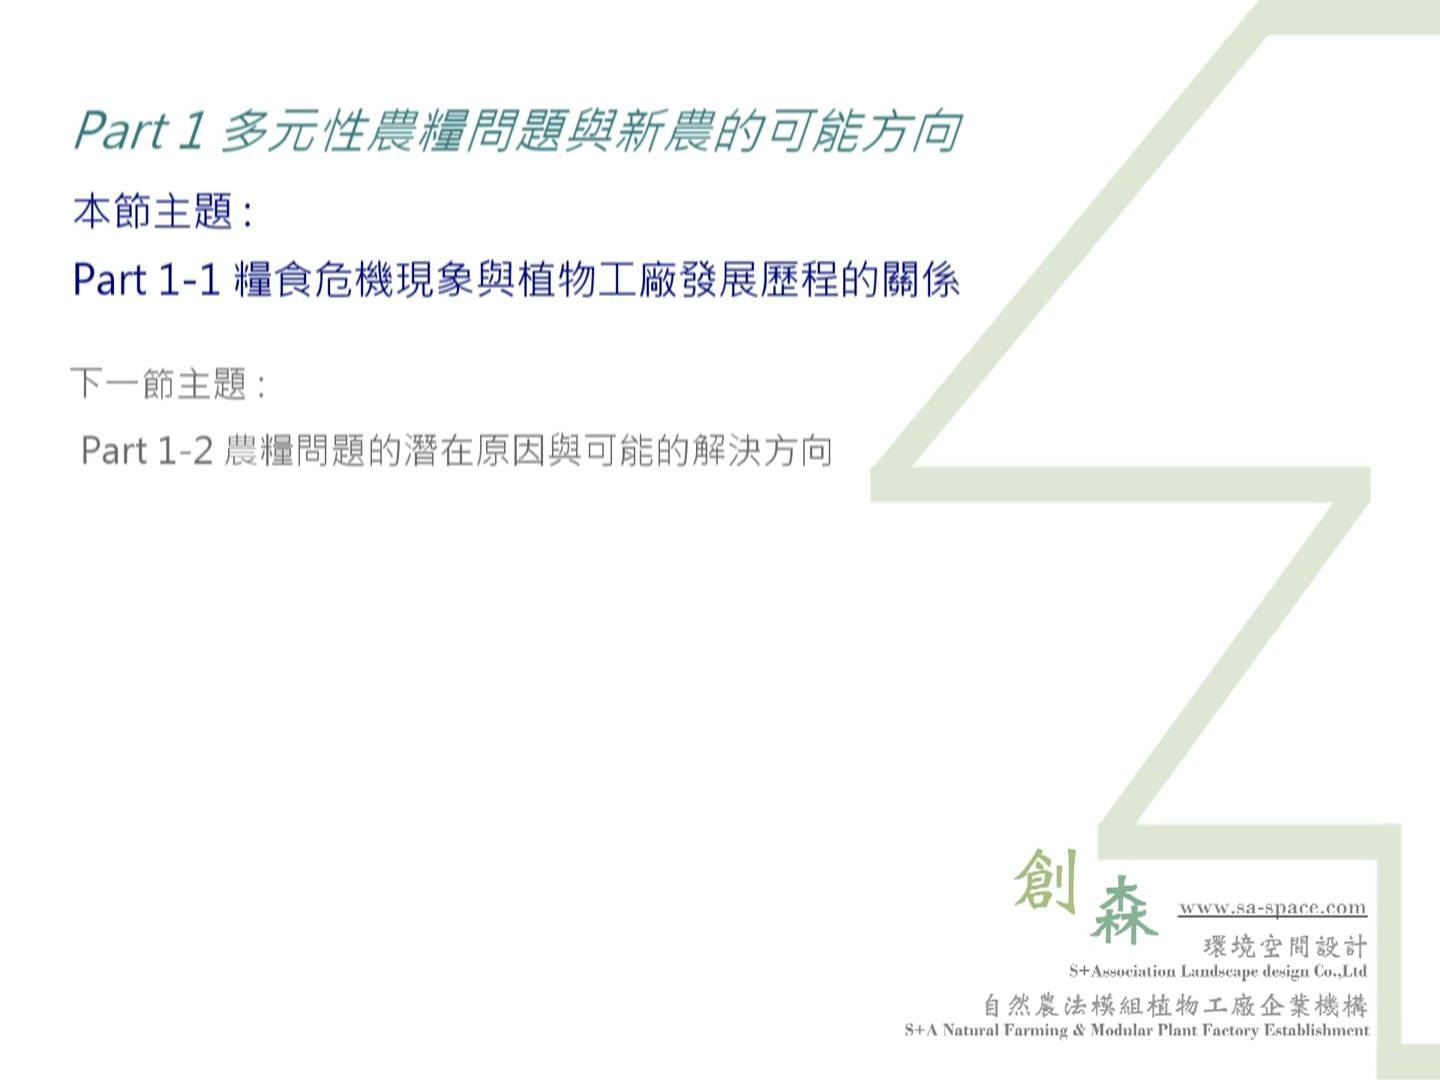 Part 1 多元性農糧問題與新農的可能方向
本節主題 :
Part 1-1 糧食危機現象與植物工廠發展歷程的關係
下一節主題 :
Part 1-2 農糧問題的潛在原因與可能的解決方向
創森
www.sa-space.com
環境空間設計
S+Association Landscape design Co.,Ltd
自然農法模組植物工廠企業機構
S+A Natural Farming & Modular Plant Factory Establishment